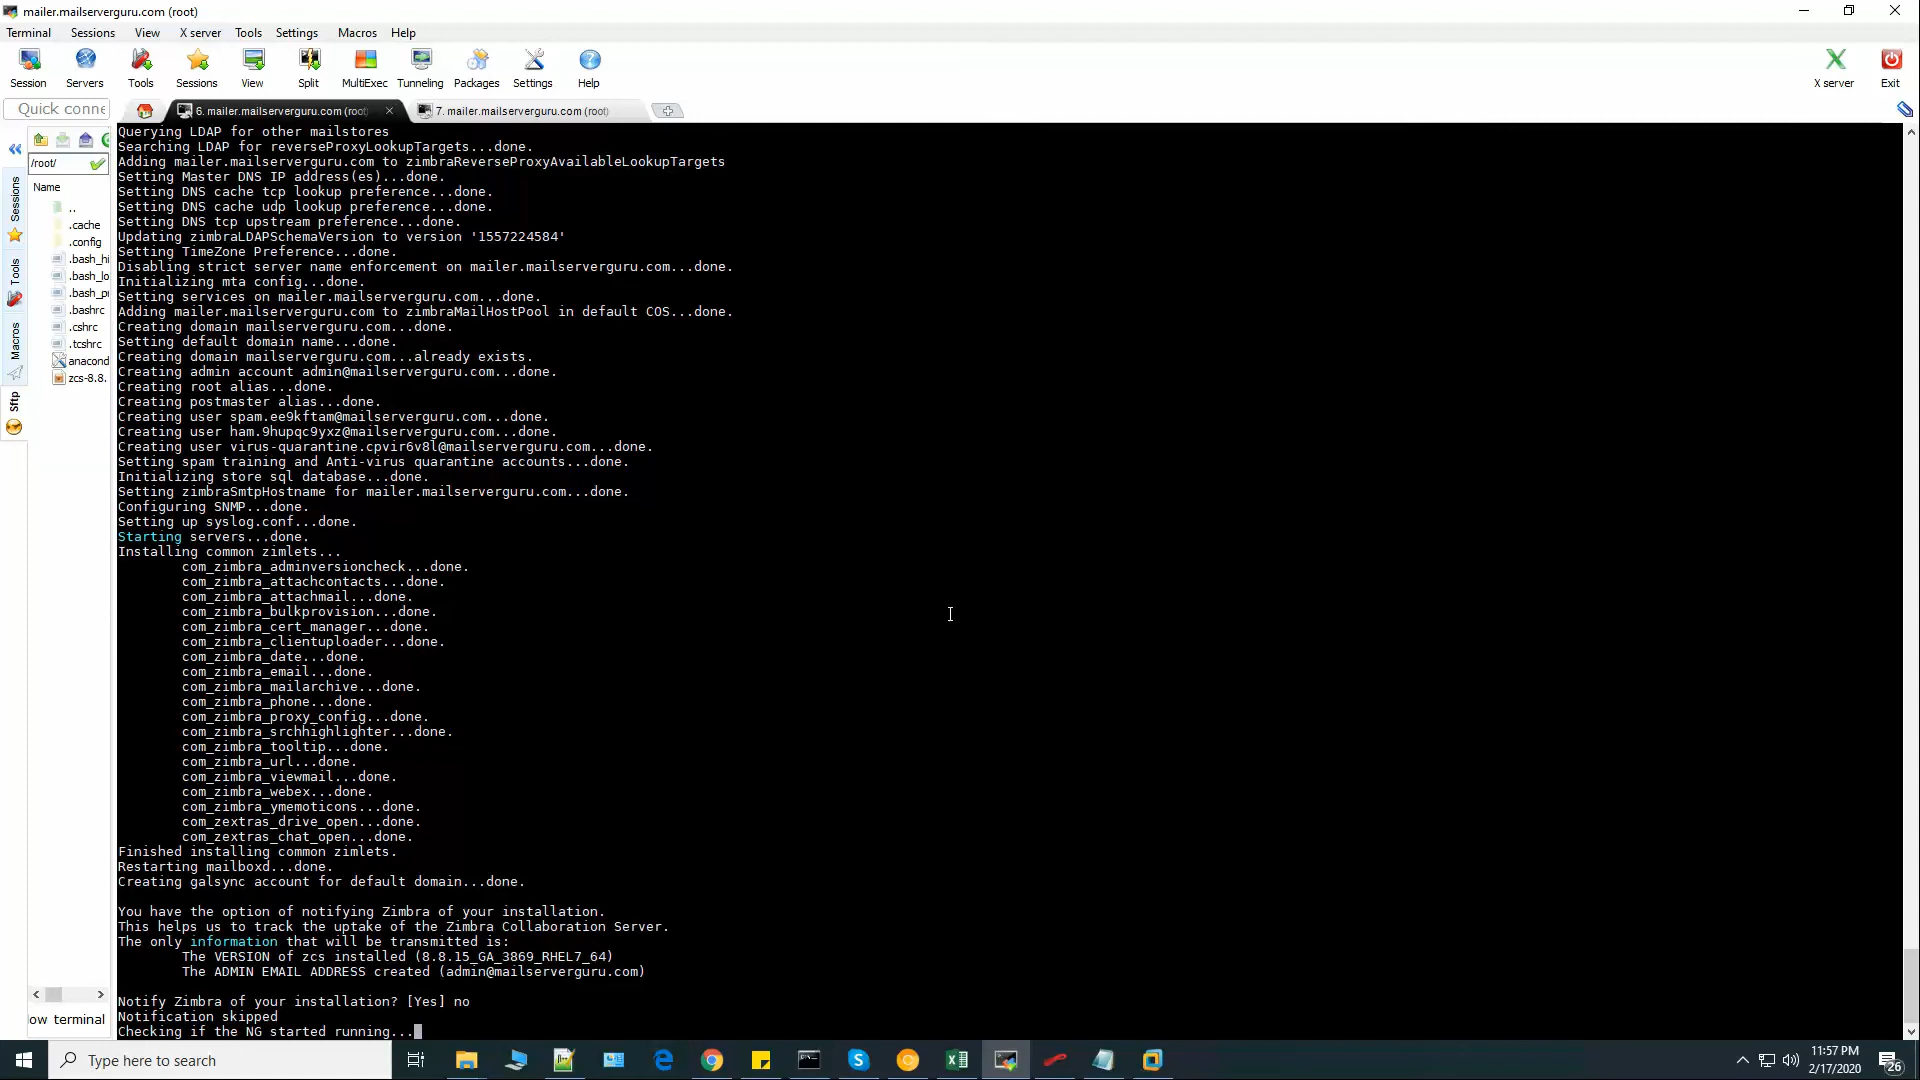 mailer.mailserverguru.com (root)
Terminal Sessions View X server Tools Settings Macros Help
Session Servers Tools Sessions View Split MultiExec Tunneling Packages Settings Help X server Exit
Quick conne
6. mailer.mailserverguru.com (root
7. mailer.mailserverguru.com (root)
/root/
Name
..
.cache
.config
.bash_hi
.bash_lo
.bash_pr
.bashrc
.cshrc
.tcshrc
anacond
zcs-8.8.
Sessions
Tools
Macros
Sftp
ow terminal
Querying LDAP for other mailstores
Searching LDAP for reverseProxyLookupTargets...done.
Adding mailer.mailserverguru.com to zimbraReverseProxyAvailableLookupTargets
Setting Master DNS IP address(es)...done.
Setting DNS cache tcp lookup preference...done.
Setting DNS cache udp lookup preference...done.
Setting DNS tcp upstream preference...done.
Updating zimbraLDAPSchemaVersion to version '1557224584'
Setting TimeZone Preference...done.
Disabling strict server name enforcement on mailer.mailserverguru.com...done.
Initializing mta config...done.
Setting services on mailer.mailserverguru.com...done.
Adding mailer.mailserverguru.com to zimbraMailHostPool in default COS...done.
Creating domain mailserverguru.com...done.
Setting default domain name...done.
Creating domain mailserverguru.com...already exists.
Creating admin account admin@mailserverguru.com...done.
Creating root alias...done.
Creating postmaster alias...done.
Creating user spam.ee9kftam@mailserverguru.com...done.
Creating user ham.9hupqc9yxz@mailserverguru.com...done.
Creating user virus-quarantine.cpvir6v8l@mailserverguru.com...done.
Setting spam training and Anti-virus quarantine accounts...done.
Initializing store sql database...done.
Setting zimbraSmtpHostname for mailer.mailserverguru.com...done.
Configuring SNMP...done.
Setting up syslog.conf...done.
Starting servers...done.
Installing common zimlets...
com_zimbra_adminversioncheck...done.
com_zimbra_attachcontacts...done.
com_zimbra_attachmail...done.
com_zimbra_bulkprovision...done.
com_zimbra_cert_manager...done.
com_zimbra_clientuploader...done.
com_zimbra_date...done.
com_zimbra_email...done.
com_zimbra_mailarchive...done.
com_zimbra_phone...done.
com_zimbra_proxy_config...done.
com_zimbra_srchhighlighter...done.
com_zimbra_tooltip...done.
com_zimbra_url...done.
com_zimbra_viewmail...done.
com_zimbra_webex...done.
com_zimbra_ymemoticons...done.
com_zextras_drive_open...done.
com_zextras_chat_open...done.
Finished installing common zimlets.
Restarting mailboxd...done.
Creating galsync account for default domain...done.
You have the option of notifying Zimbra of your installation.
This helps us to track the uptake of the Zimbra Collaboration Server.
The only information that will be transmitted is:
The VERSION of zcs installed (8.8.15_GA_3869_RHEL7_64)
The ADMIN EMAIL ADDRESS created (admin@mailserverguru.com)
Notify Zimbra of your installation? [Yes] no
Notification skipped
Checking if the NG started running...
Type here to search
11:57 PM
2/17/2020
26